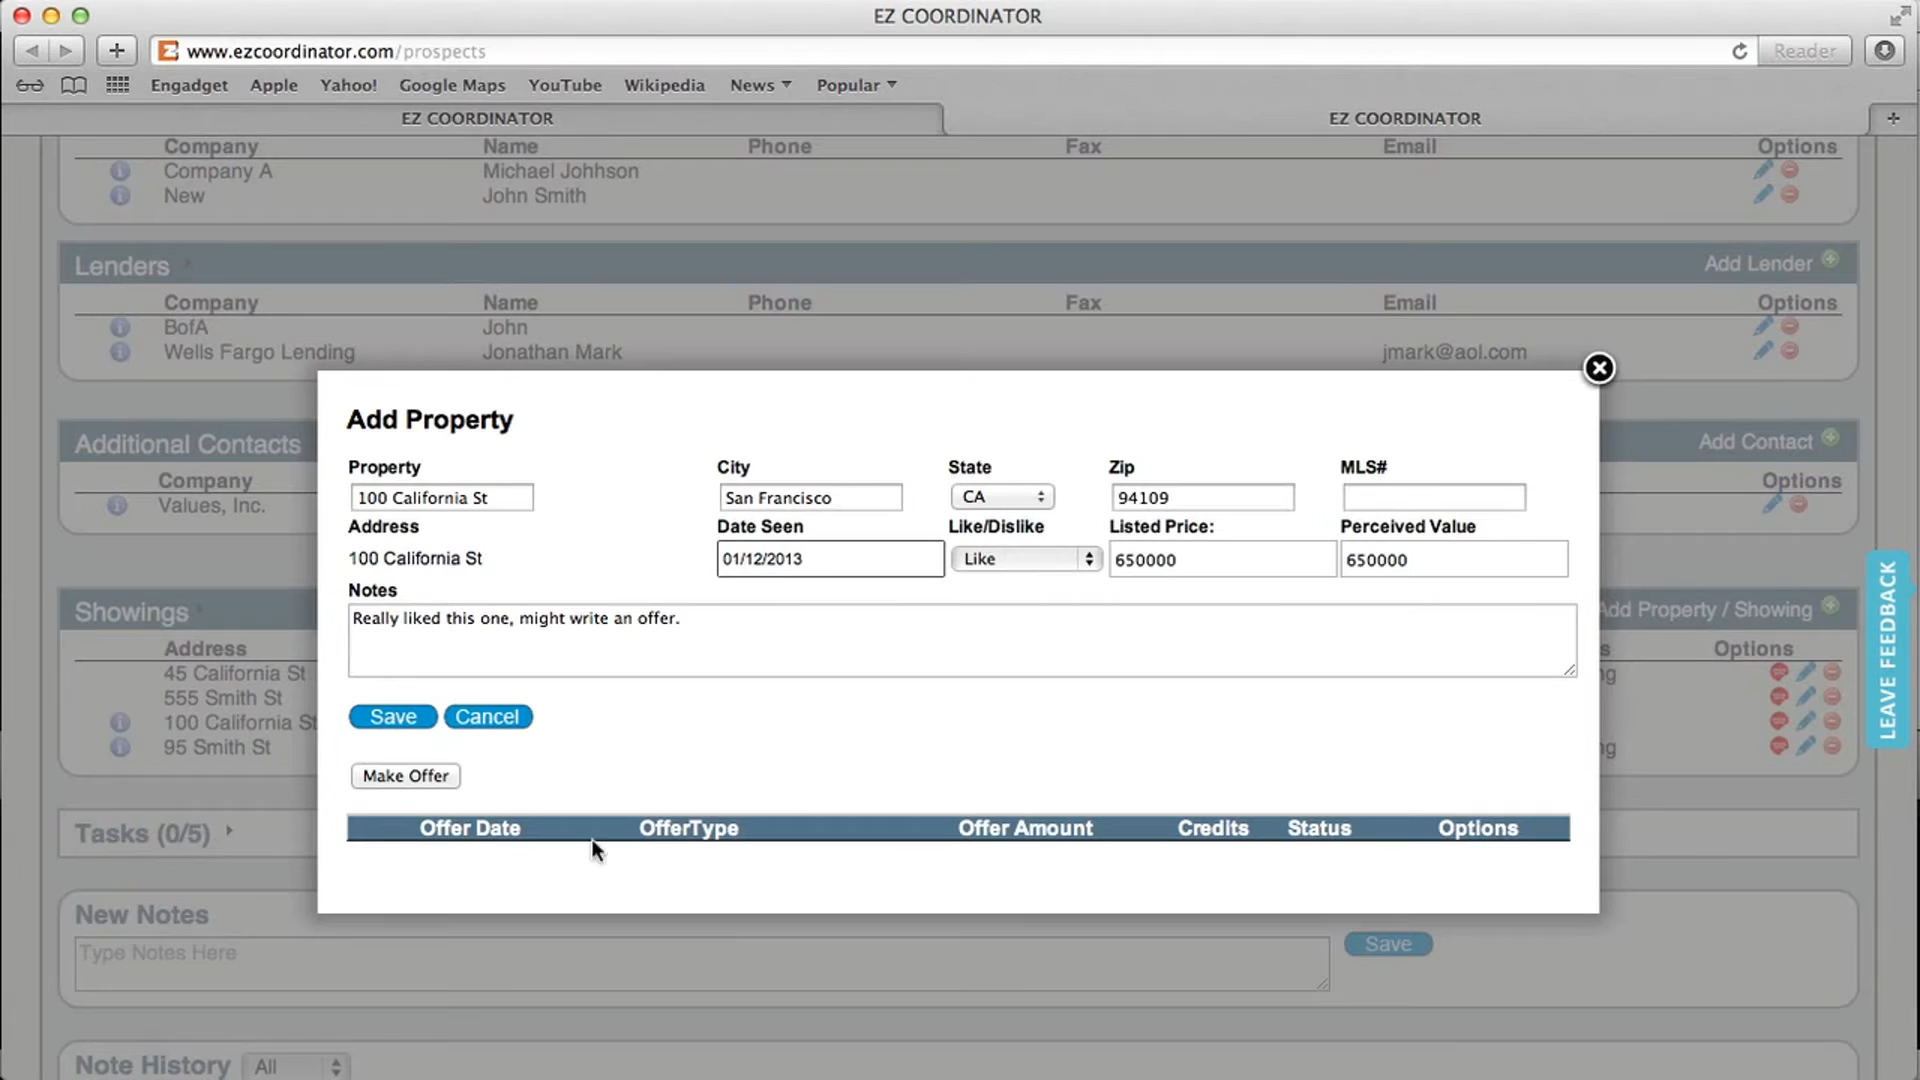 EZ COORDINATOR
www.ezcoordinator.com/prospects
Reader
Engadget Apple Yahoo! Google Maps YouTube Wikipedia News Popular
EZ COORDINATOR EZ COORDINATOR
Company Name Phone Fax Email Options
Company A Michael Johhson
New John Smith
Lenders Add Lender
Company Name Phone Fax Email Options
BofA John
Wells Fargo Lending Jonathan Mark jmark@aol.com
Additional Contacts Add Contact
Company Options
Values, Inc.
Add Property
Property City State Zip MLS#
100 California St San Francisco CA 94109
Address Date Seen Like/Dislike Listed Price: Perceived Value
100 California St 01/12/2013 Like 650000 650000
Notes
Really liked this one, might write an offer.
Save Cancel
Make Offer
Offer Date OfferType Offer Amount Credits Status Options
Showings Add Property / Showing
Address Options
45 California St
555 Smith St
100 California St
95 Smith St
Tasks (0/5)
New Notes
Type Notes Here
Save
Note History All
LEAVE FEEDBACK